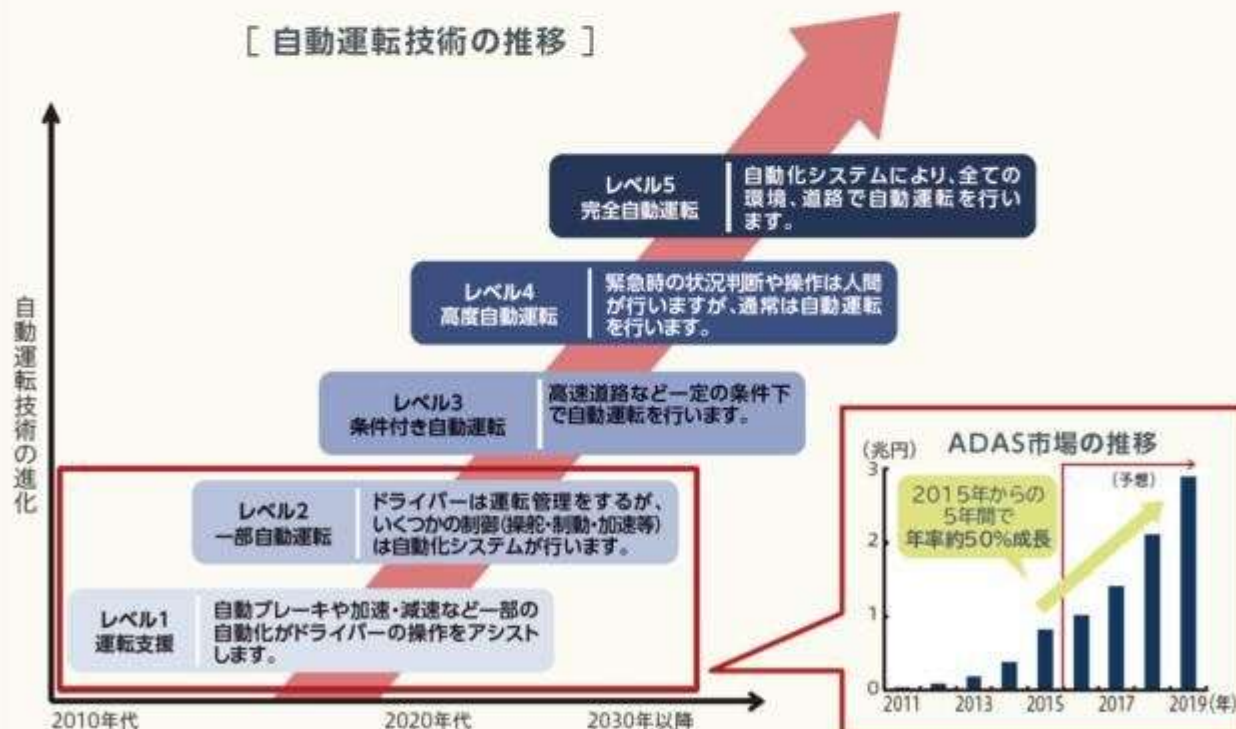 ［ 自動運転技術の推移 ］
自動運転技術の進化
レベル5
完全自動運転
自動化システムにより、全ての
環境、道路で自動運転を行い
ます。
レベル4
高度自動運転
緊急時の状況判断や操作は人間
が行いますが、通常は自動運転
を行います。
レベル3
条件付き自動運転
高速道路など一定の条件下
で自動運転を行います。
レベル2
一部自動運転
ドライバーは運転管理をするが、
いくつかの制御(操舵・制動・加速等)
は自動化システムが行います。
レベル1
運転支援
自動ブレーキや加速・減速など一部の
自動化がドライバーの操作をアシスト
します。
2010年代
2020年代
2030年以降
ADAS市場の推移
(兆円)
3
2
1
0
(予想)
2015年からの
5年間で
年率約50%成長
2011
2013
2015
2017
2019(年)